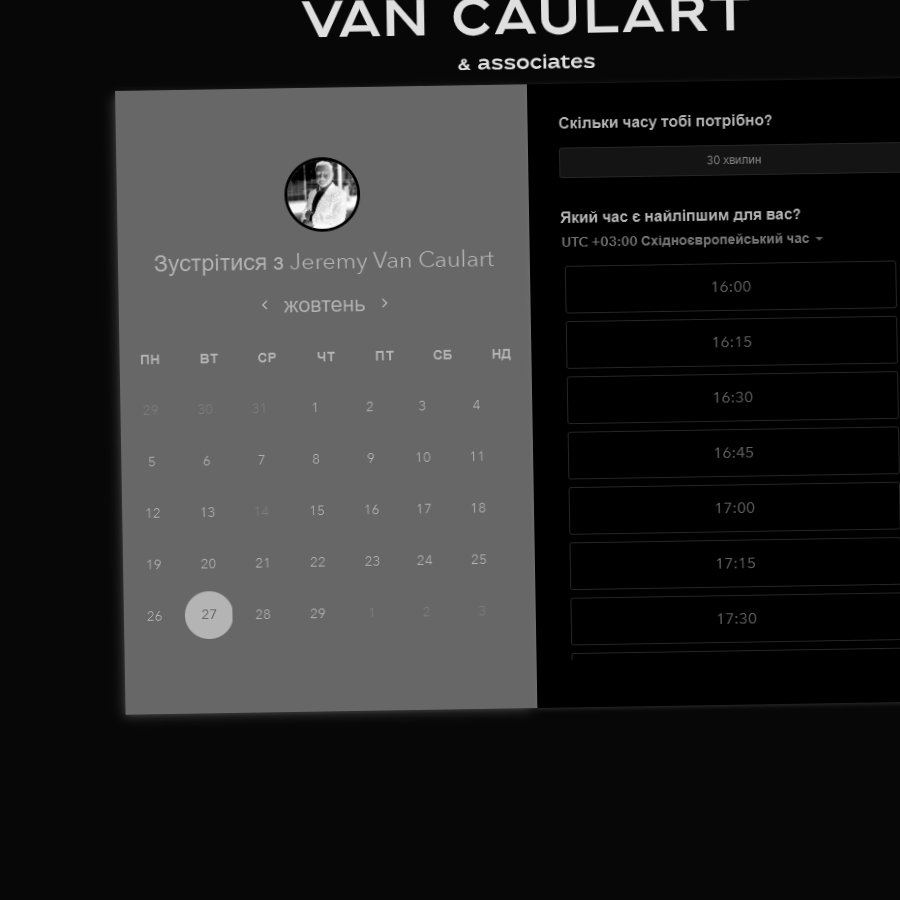 VAN CAULART
& associates
Зустрітися з Jeremy Van Caulart
жовтень
ПН ВТ СР ЧТ ПТ СБ НД
29 30 31 1 2 3 4
5 6 7 8 9 10 11
12 13 14 15 16 17 18
19 20 21 22 23 24 25
26 27 28 29 1 2 3
Скільки часу тобі потрібно?
30 хвилин
Який час є найліпшим для вас?
UTC +03:00 Східноєвропейський час
16:00
16:15
16:30
16:45
17:00
17:15
17:30